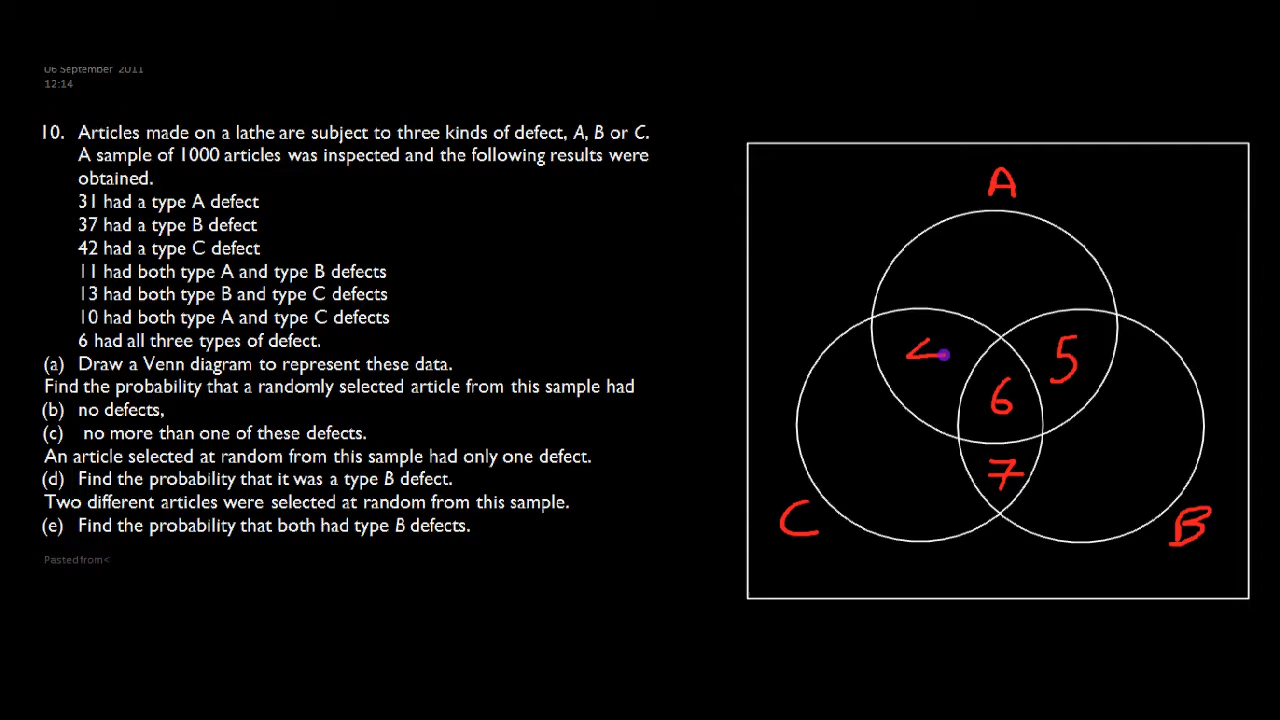 06 September 2011
12:14
10. Articles made on a lathe are subject to three kinds of defect, A, B or C.
A sample of 1000 articles was inspected and the following results were
obtained.
31 had a type A defect
37 had a type B defect
42 had a type C defect
11 had both type A and type B defects
13 had both type B and type C defects
10 had both type A and type C defects
6 had all three types of defect.
(a) Draw a Venn diagram to represent these data.
Find the probability that a randomly selected article from this sample had
(b) no defects,
(c) no more than one of these defects.
An article selected at random from this sample had only one defect.
(d) Find the probability that it was a type B defect.
Two different articles were selected at random from this sample.
(e) Find the probability that both had type B defects.
Pasted from <
A
5
6
7
C
B